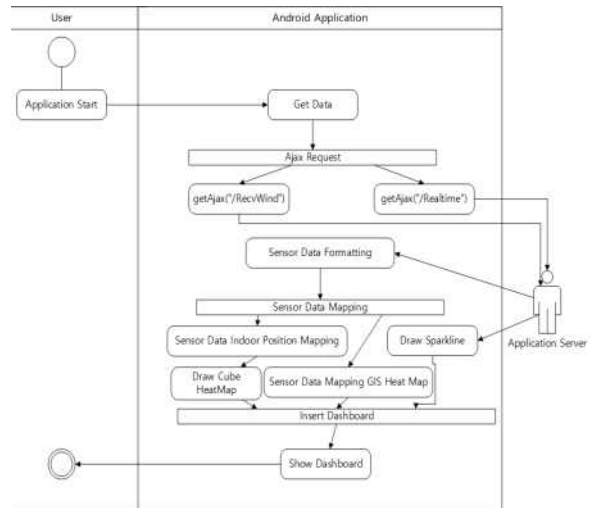 User
Android Application
Application Start
Get Data
Ajax Request
getAjax("/RecvWind")
getAjax("/Realtime")
Sensor Data Formatting
Sensor Data Mapping
Sensor Data Indoor Position Mapping
Draw Sparkline
Application Server
Draw Cube
HeatMap
Sensor Data Mapping GIS Heat Map
Insert Dashboard
Show Dashboard